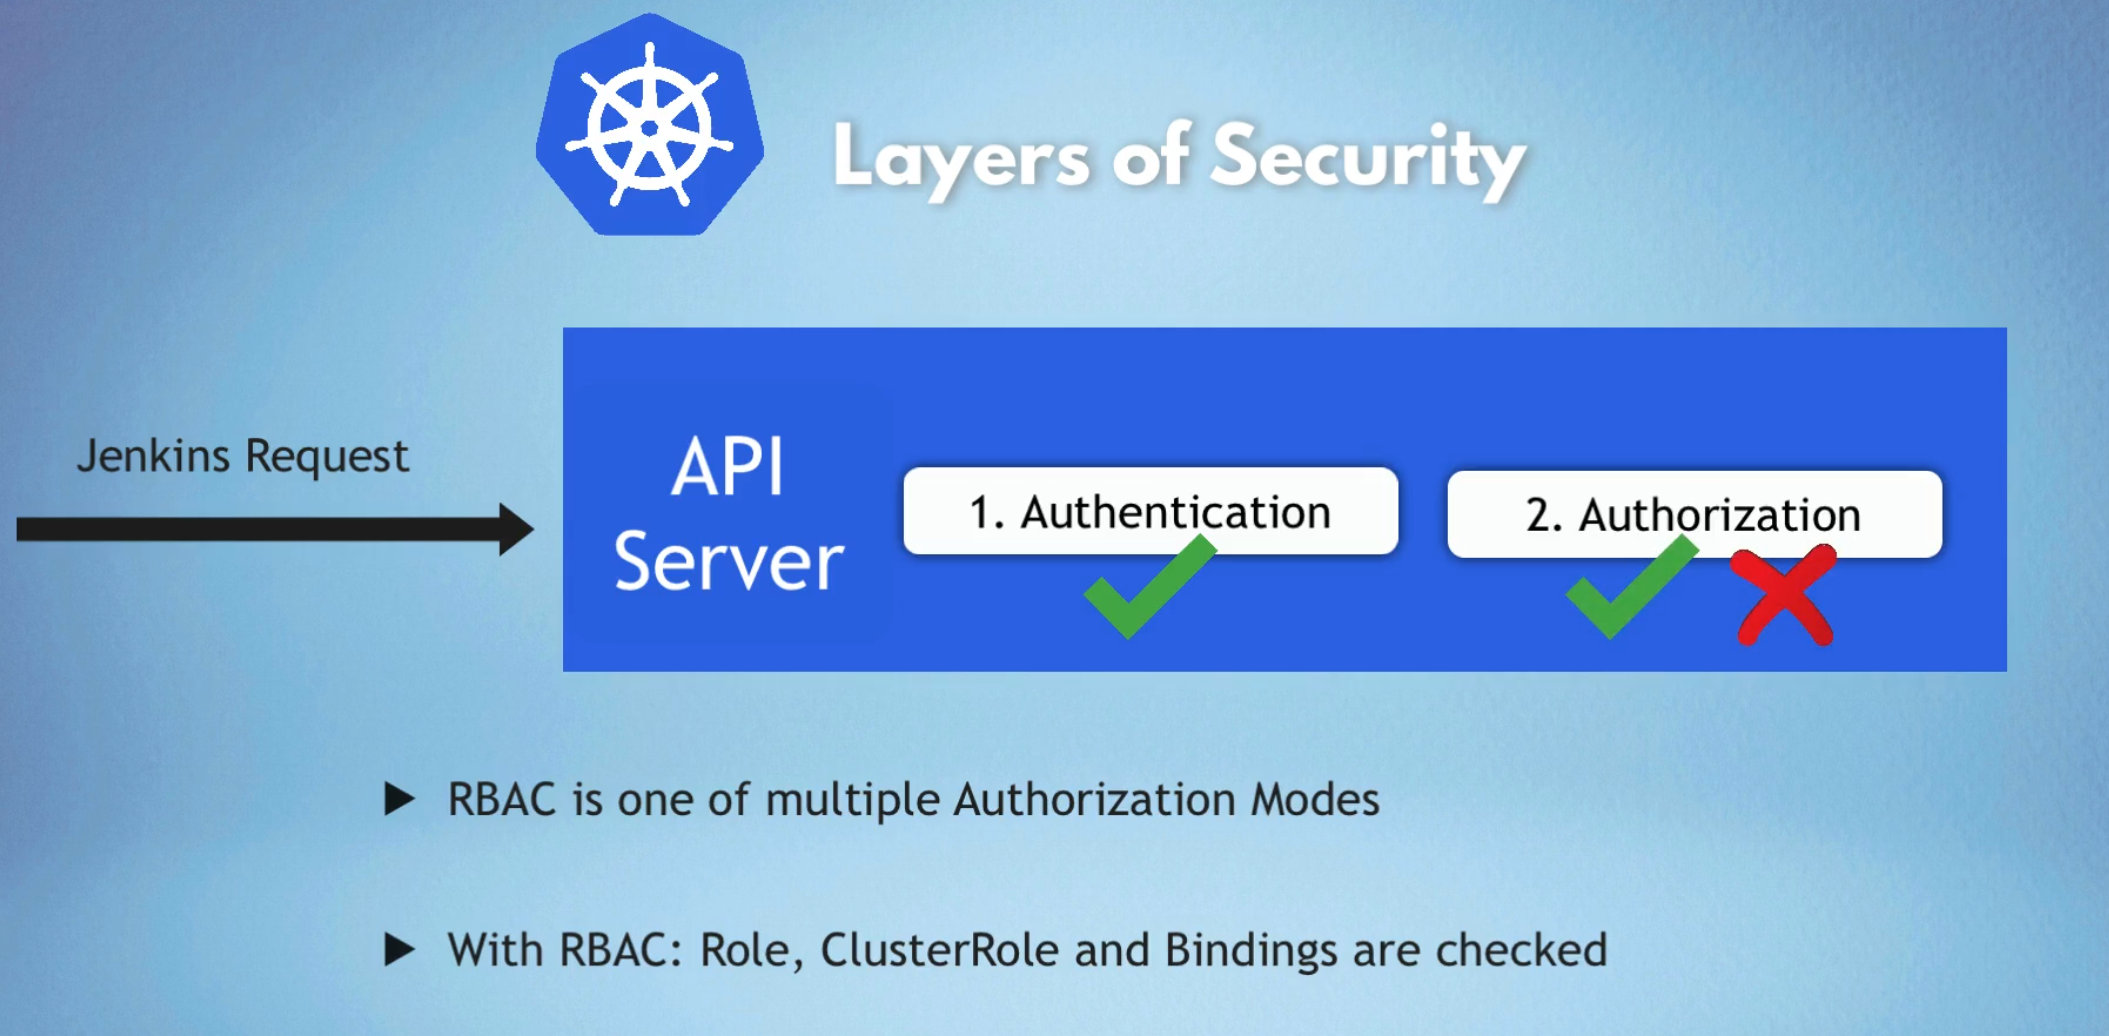 Layers of Security
Jenkins Request
API
Server
1. Authentication
2. Authorization
RBAC is one of multiple Authorization Modes
With RBAC: Role, ClusterRole and Bindings are checked